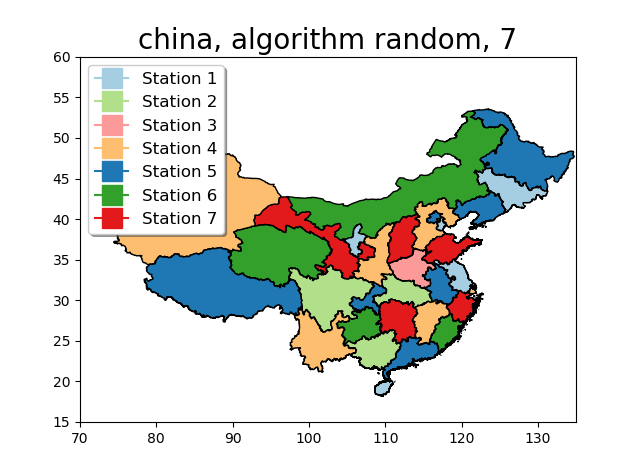 china, algorithm random, 7
60
55
50
45
40
35
30
25
20
15
Station 1
Station 2
Station 3
Station 4
Station 5
Station 6
Station 7
70 80 90 100 110 120 130